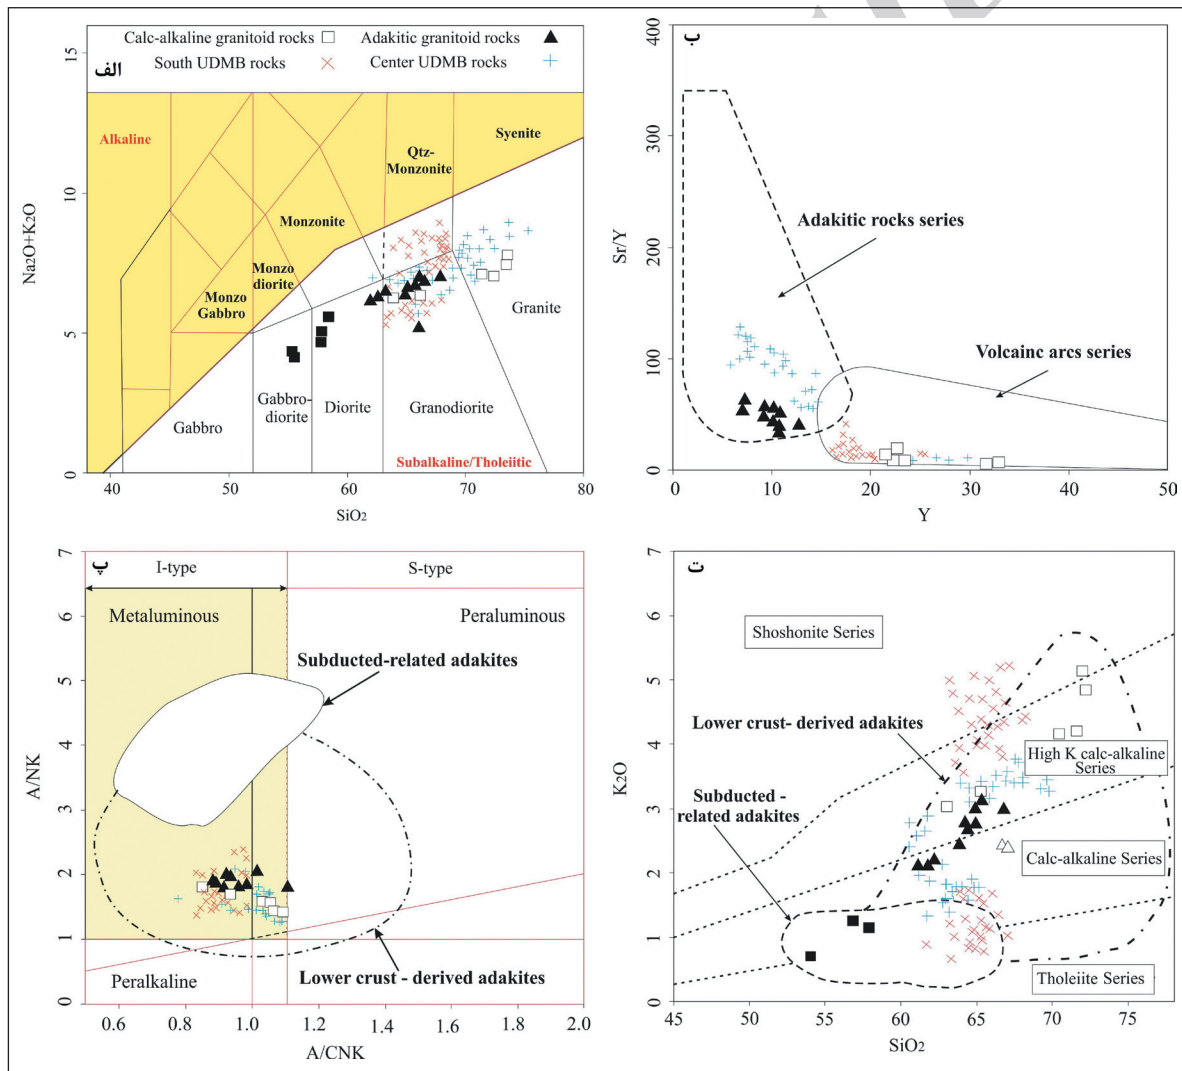 15
الف
Calc-alkaline granitoid rocks
Adakitic granitoid rocks
South UDMB rocks
Center UDMB rocks
Alkaline
Syenite
Qtz-
Monzonite
Monzonite
Monzo
diorite
Monzo
Gabbro
Gabbro
Gabbro-
diorite
Diorite
Granodiorite
Granite
Subalkaline/Tholeiitic
Na2O+K2O
10
5
0
40 50 60 70 80
SiO2
ب
400
300
200
100
0
Sr/Y
Adakitic rocks series
Volcainc arcs series
0 10 20 30 40 50
Y
پ
I-type
S-type
Metaluminous
Peraluminous
Subducted-related adakites
Lower crust - derived adakites
Peralkaline
A/NK
7
6
5
4
3
2
1
0
0.6 0.8 1.0 1.2 1.4 1.6 1.8 2.0
A/CNK
ت
7
6
5
4
3
2
1
0
K2O
Shoshonite Series
Lower crust- derived adakites
High K calc-alkaline
Series
Subducted -
related adakites
Calc-alkaline Series
Tholeiite Series
45 50 55 60 65 70 75
SiO2